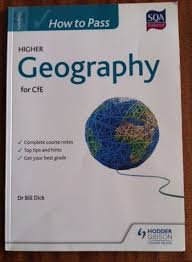 How to Pass
SQA
HIGHER
Geography
for CfE
✓ Complete course notes
✓ Top tips and hints
✓ Get your best grade
Dr Bill Dick
HODDER
GIBSON